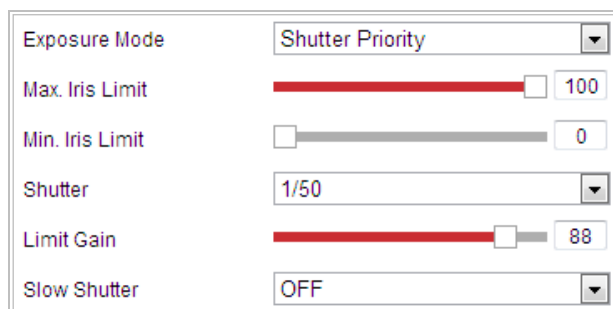 Exposure Mode Shutter Priority
Max. Iris Limit 100
Min. Iris Limit 0
Shutter 1/50
Limit Gain 88
Slow Shutter OFF